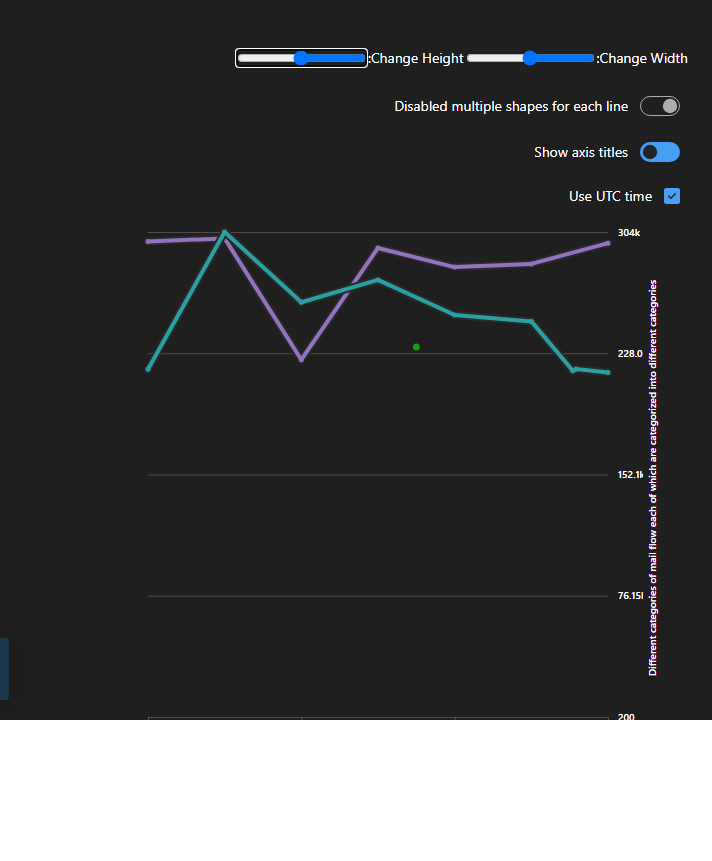 :Change Height :Change Width
Disabled multiple shapes for each line
Show axis titles
Use UTC time
304k
228.0
152.1k
76.15
200
Different categories of mail flow each of which are categorized into different categories